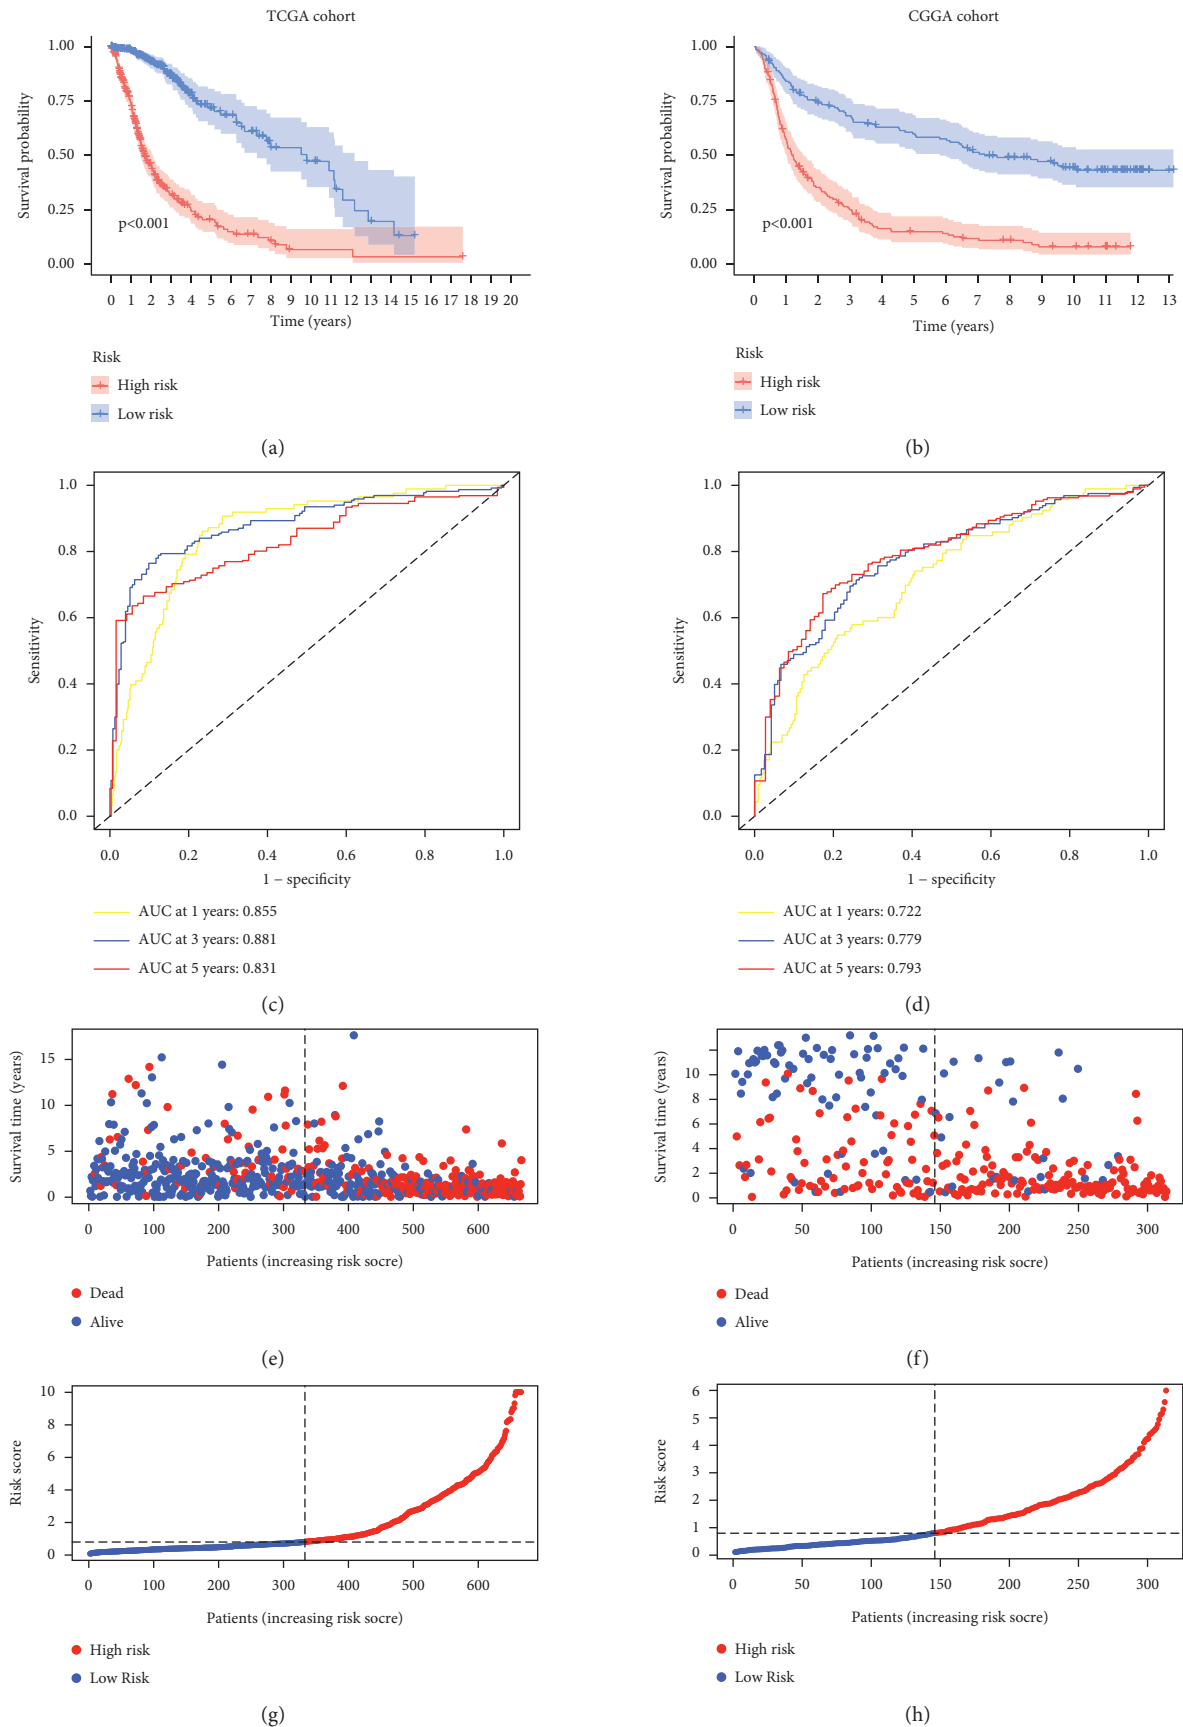 TCGA cohort
1.00
0.75
0.50
0.25
0.00
Survival probability
p<0.001
0 1 2 3 4 5 6 7 8 9 10 11 12 13 14 15 16 17 18 19 20
Time (years)
Risk
High risk
Low risk
(a)
CGGA cohort
1.00
0.75
0.50
0.25
0.00
Survival probability
p<0.001
0 1 2 3 4 5 6 7 8 9 10 11 12 13
Time (years)
Risk
High risk
Low risk
(b)
1.0
0.8
0.6
0.4
0.2
0.0
Sensitivity
0.0 0.2 0.4 0.6 0.8 1.0
1 − specificity
AUC at 1 years: 0.855
AUC at 3 years: 0.881
AUC at 5 years: 0.831
(c)
1.0
0.8
0.6
0.4
0.2
0.0
Sensitivity
0.0 0.2 0.4 0.6 0.8 1.0
1 − specificity
AUC at 1 years: 0.722
AUC at 3 years: 0.779
AUC at 5 years: 0.793
(d)
15
10
5
0
Survival time (years)
0 100 200 300 400 500 600
Patients (increasing risk socre)
Dead
Alive
(e)
10
8
6
4
2
0
Survival time (years)
0 50 100 150 200 250 300
Patients (increasing risk socre)
Dead
Alive
(f)
10
8
6
4
2
0
Risk score
0 100 200 300 400 500 600
Patients (increasing risk socre)
High risk
Low Risk
(g)
6
5
4
3
2
1
0
Risk score
0 50 100 150 200 250 300
Patients (increasing risk socre)
High risk
Low Risk
(h)